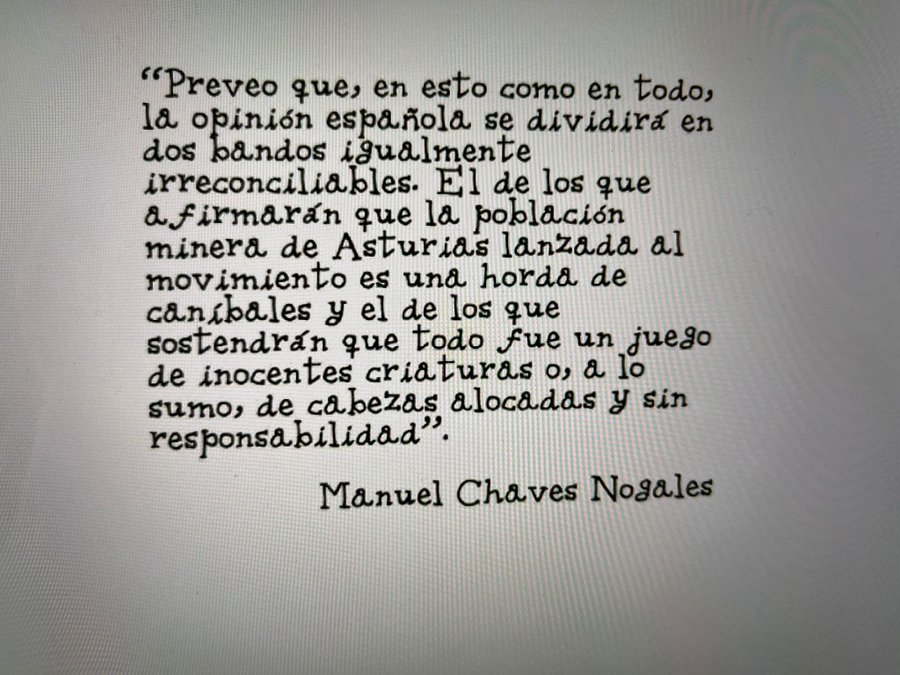 “Preveo que, en esto como en todo,
la opinión española se dividirá en
dos bandos igualmente
irreconciliables. El de los que
afirmarán que la población
minera de Asturias lanzada al
movimiento es una horda de
caníbales y el de los que
sostendrán que todo fue un juego
de inocentes criaturas o, a lo
sumo, de cabezas alocadas y sin
responsabilidad”.
Manuel Chaves Nogales